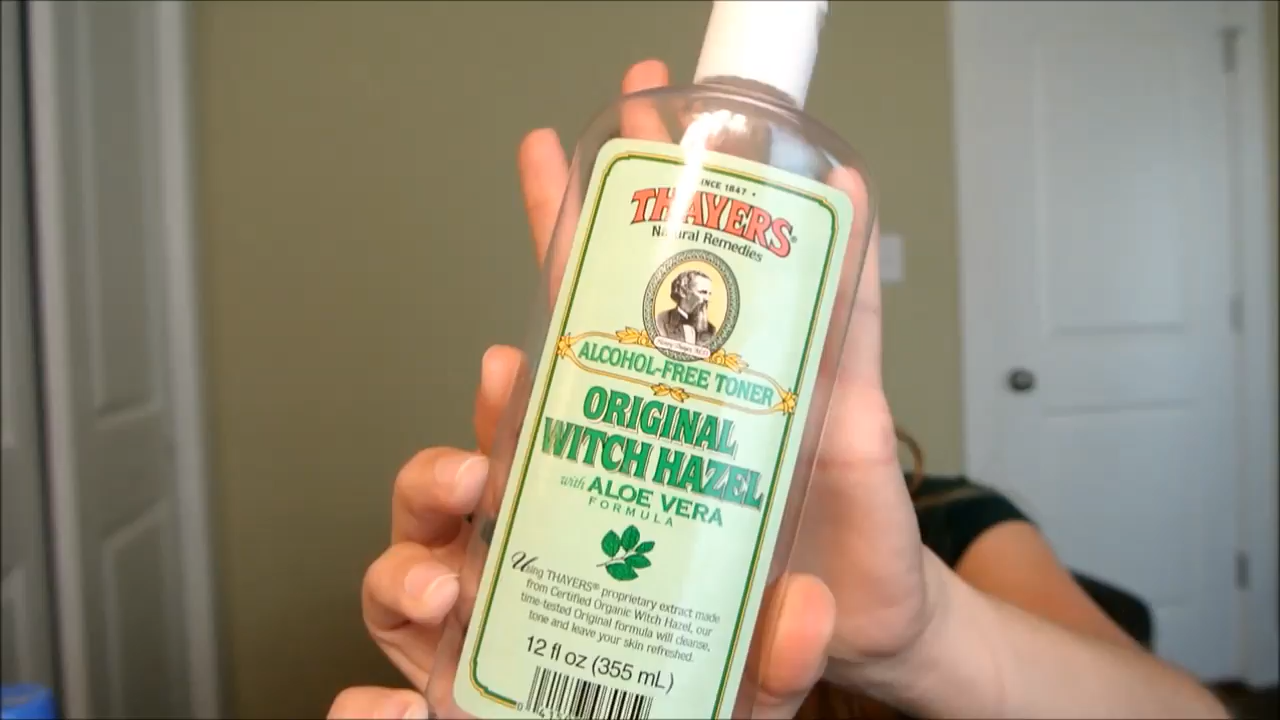 SINCE 1847 •
THAYERS®
Natural Remedies
Henry Thayer, M.D.
ALCOHOL-FREE TONER
ORIGINAL
WITCH HAZEL
with ALOE VERA
FORMULA
Using THAYERS® proprietary extract made
from Certified Organic Witch Hazel, our
time-tested Original formula will cleanse,
tone and leave your skin refreshed.
12 fl oz (355 mL)